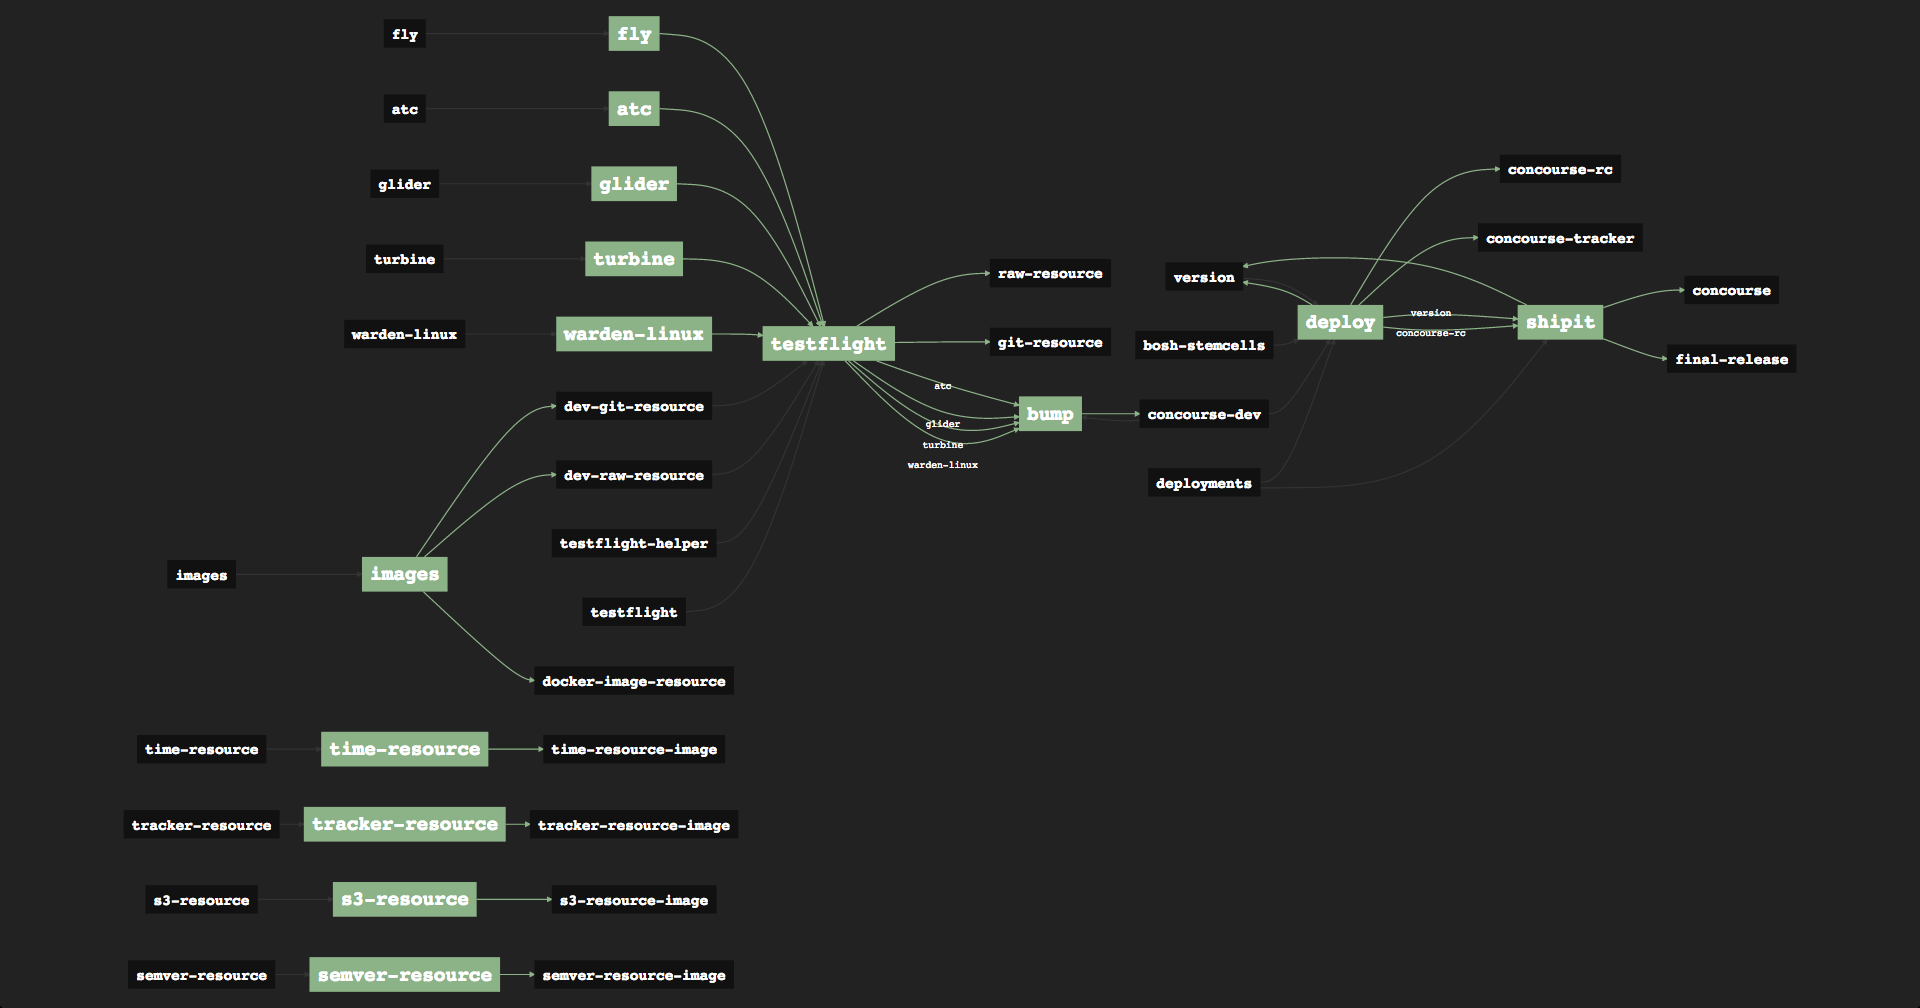 fly
fly
atc
atc
glider
glider
turbine
turbine
warden-linux
warden-linux
testflight
dev-git-resource
dev-raw-resource
testflight-helper
testflight
images
images
docker-image-resource
raw-resource
git-resource
atc
glider
turbine
warden-linux
bump
version
bosh-stemcells
concourse-dev
deployments
deploy
version
concourse-rc
concourse-rc
concourse-tracker
shipit
concourse
final-release
time-resource
time-resource
time-resource-image
tracker-resource
tracker-resource
tracker-resource-image
s3-resource
s3-resource
s3-resource-image
semver-resource
semver-resource
semver-resource-image